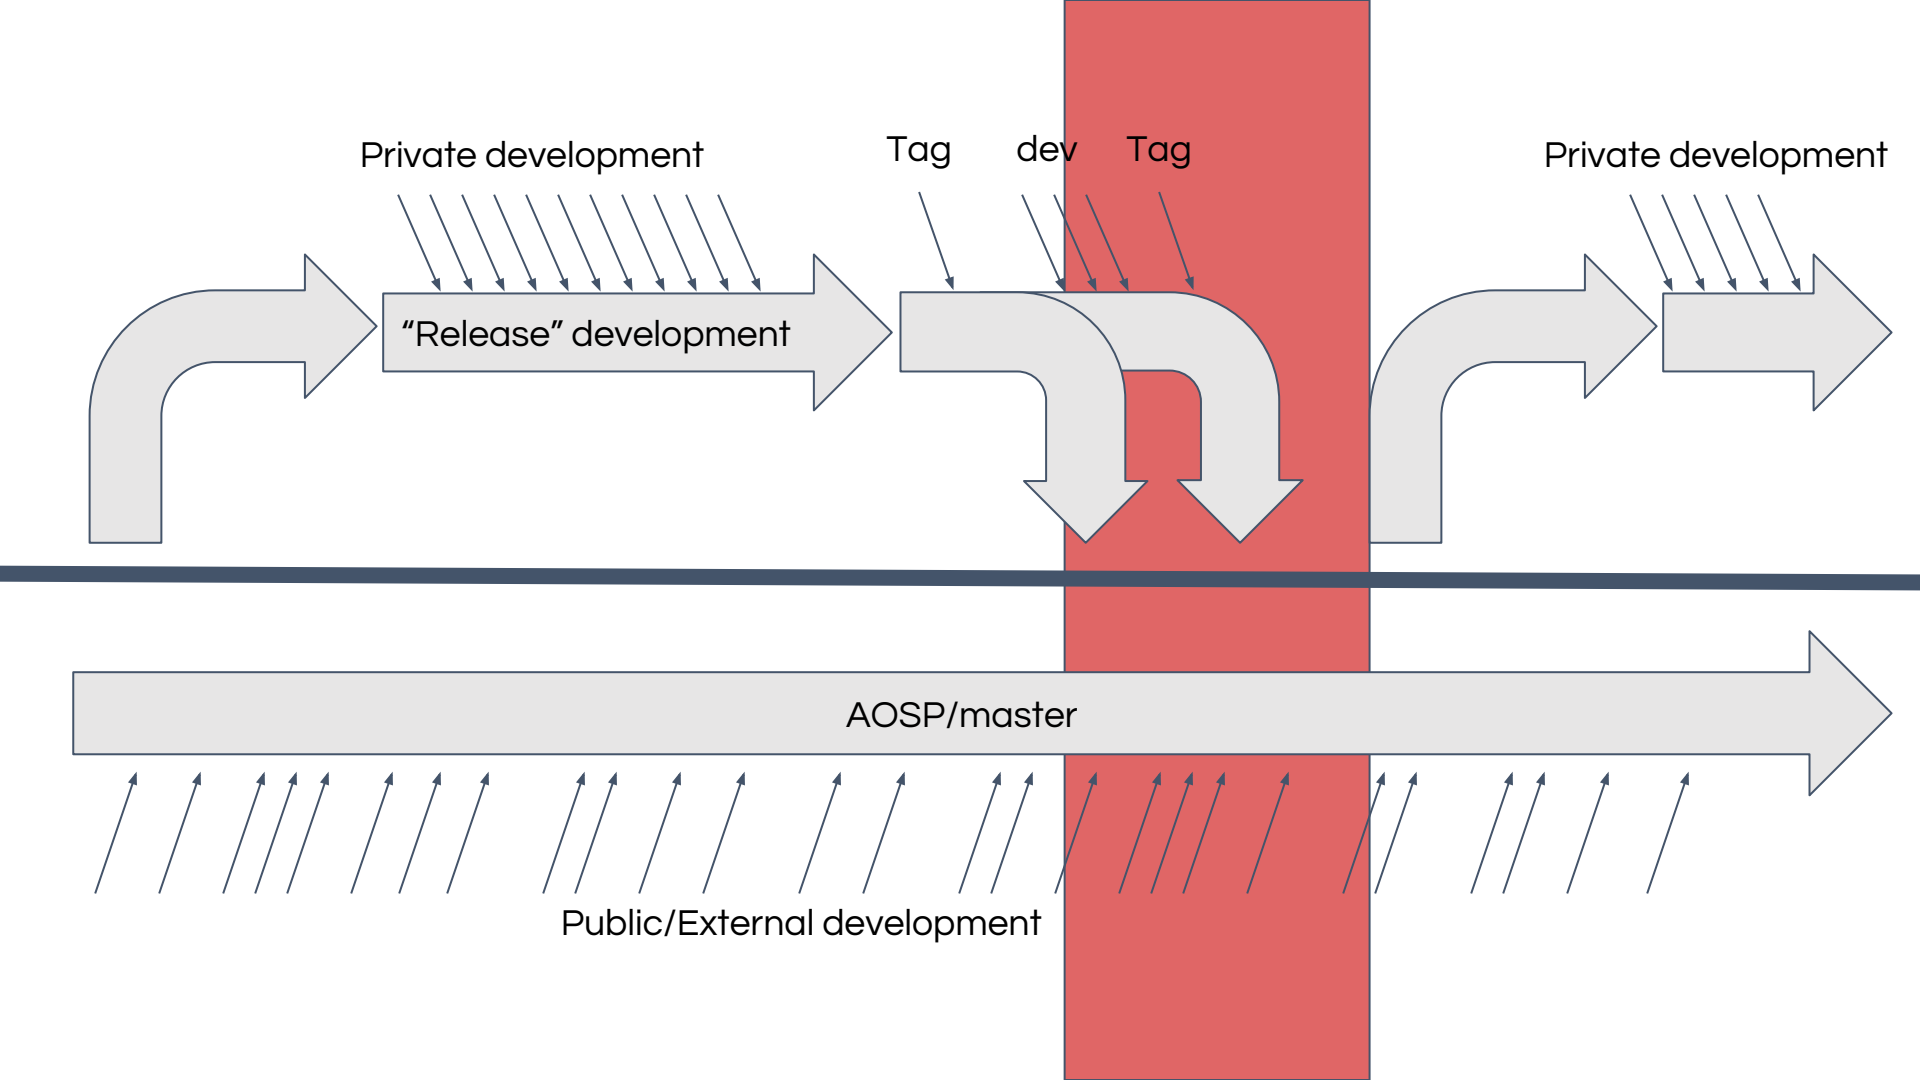 Private development
Tag
dev
Tag
Private development
“Release” development
AOSP/master
Public/External development